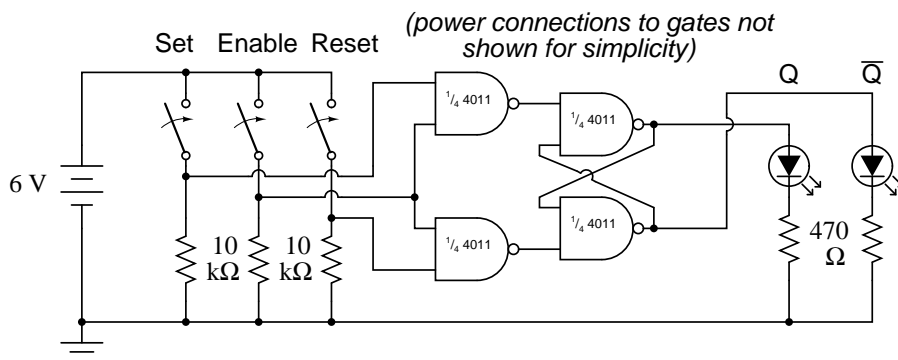 (power connections to gates not
shown for simplicity)
Set Enable Reset
Q Q̅
1/4 4011
1/4 4011
1/4 4011
1/4 4011
6 V
10 kΩ
10 kΩ
470 Ω